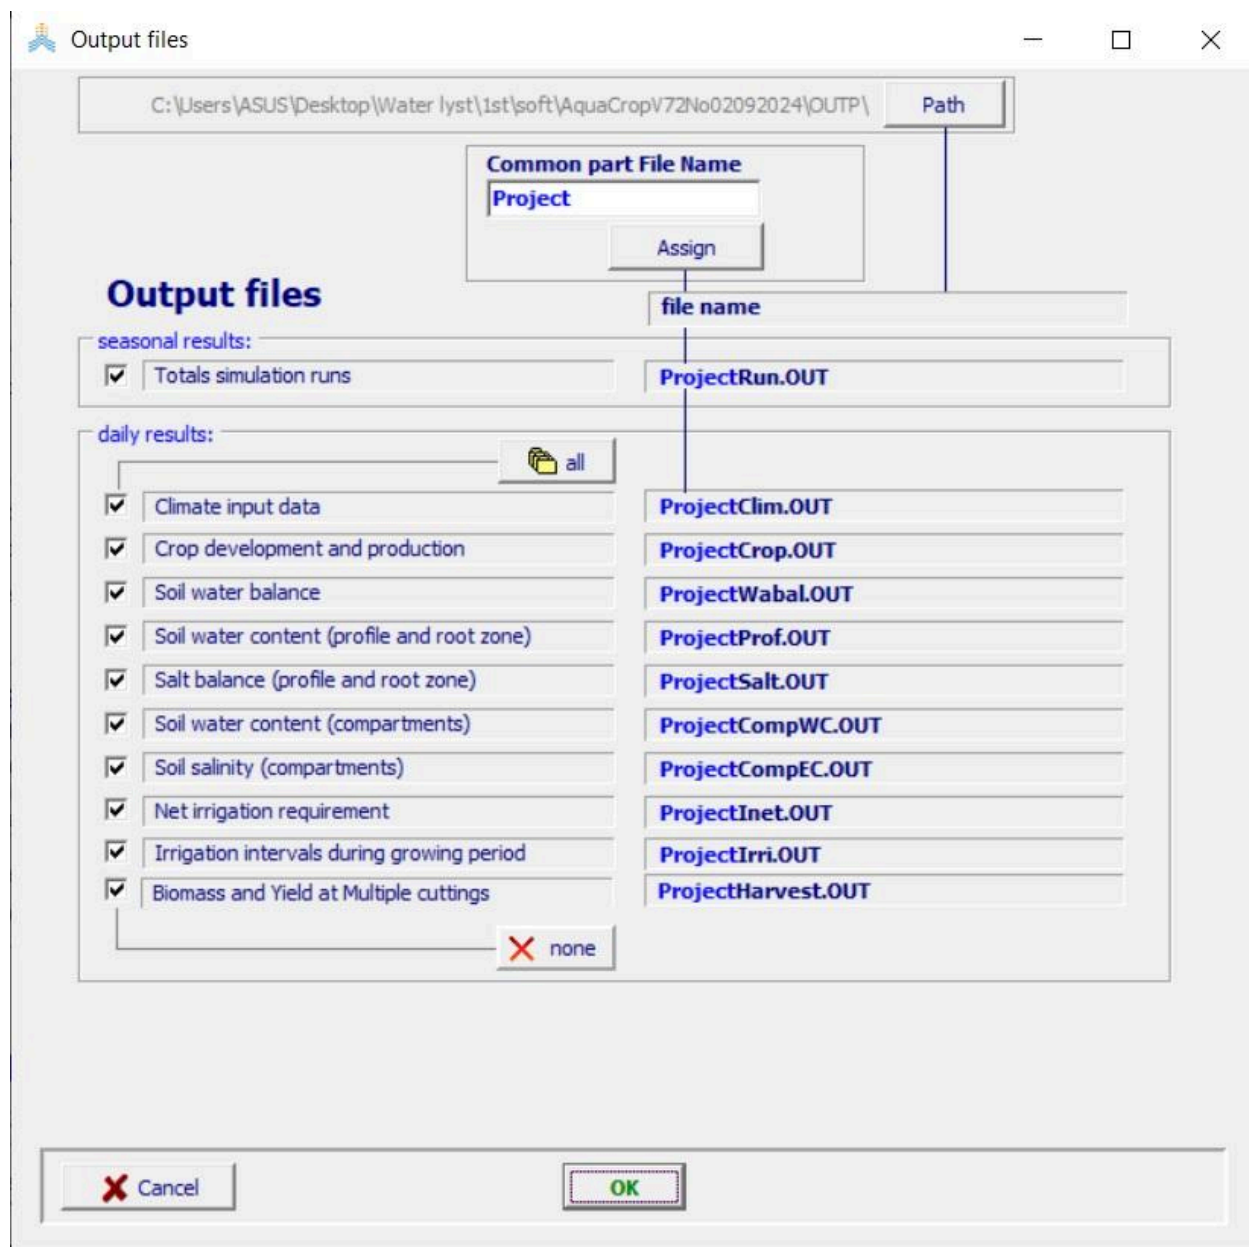 Output files
C:\Users\ASUS\Desktop\Water lyst\1st\soft\AquaCropV72No02092024\OUTP\ Path
Common part File Name
Project
Assign
Output files
file name
seasonal results:
Totals simulation runs ProjectRun.OUT
daily results:
all
Climate input data ProjectClim.OUT
Crop development and production ProjectCrop.OUT
Soil water balance ProjectWabal.OUT
Soil water content (profile and root zone) ProjectProf.OUT
Salt balance (profile and root zone) ProjectSalt.OUT
Soil water content (compartments) ProjectCompWC.OUT
Soil salinity (compartments) ProjectCompEC.OUT
Net irrigation requirement ProjectInet.OUT
Irrigation intervals during growing period ProjectIrri.OUT
Biomass and Yield at Multiple cuttings ProjectHarvest.OUT
none
Cancel OK